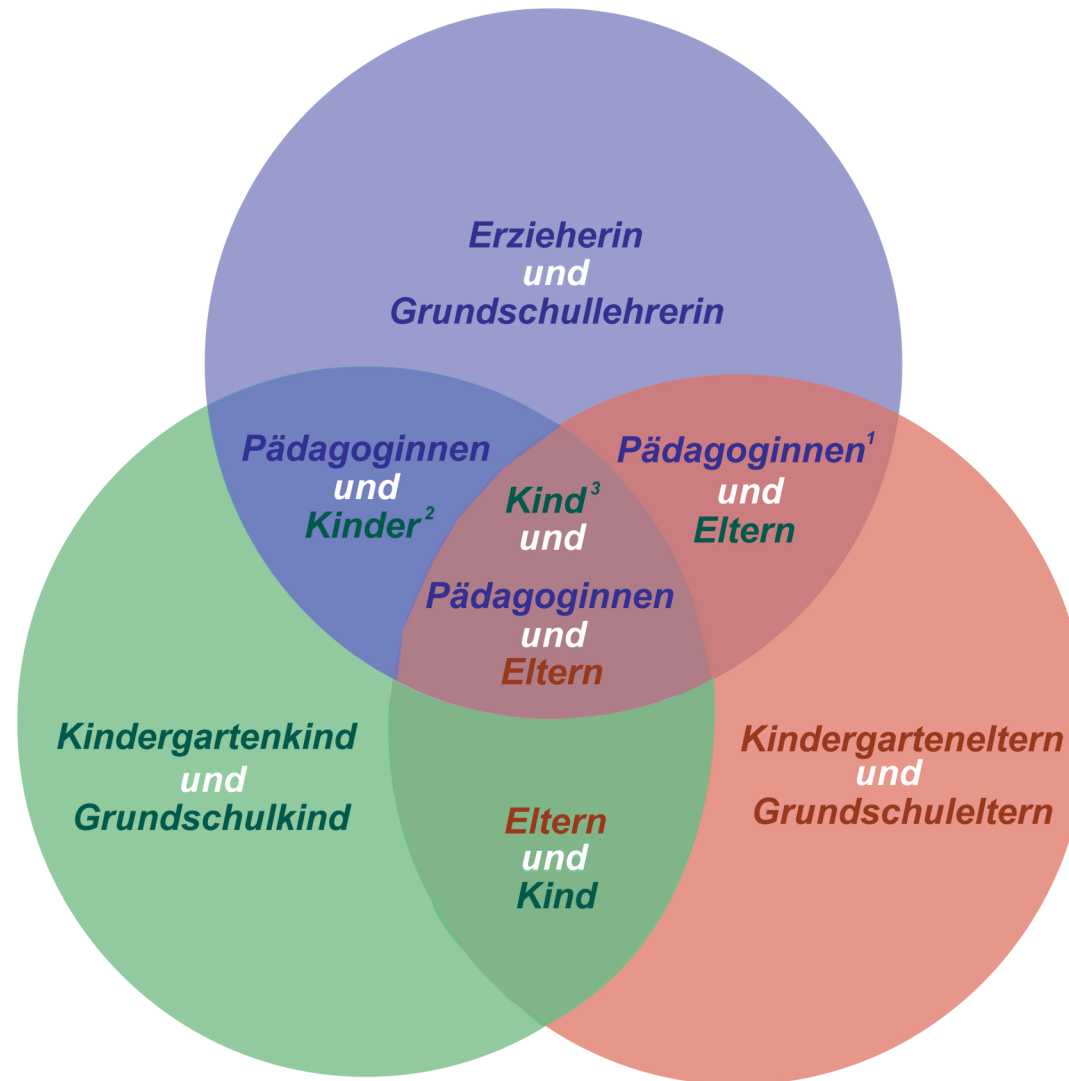 Erzieherin
und
Grundschullehrerin
Pädagoginnen
und
Kinder²
Kind³
und
Pädagoginnen
und
Eltern
Pädagoginnen¹
und
Eltern
Kindergartenkind
und
Grundschulkind
Eltern
und
Kind
Kindergarteneltern
und
Grundschuleltern